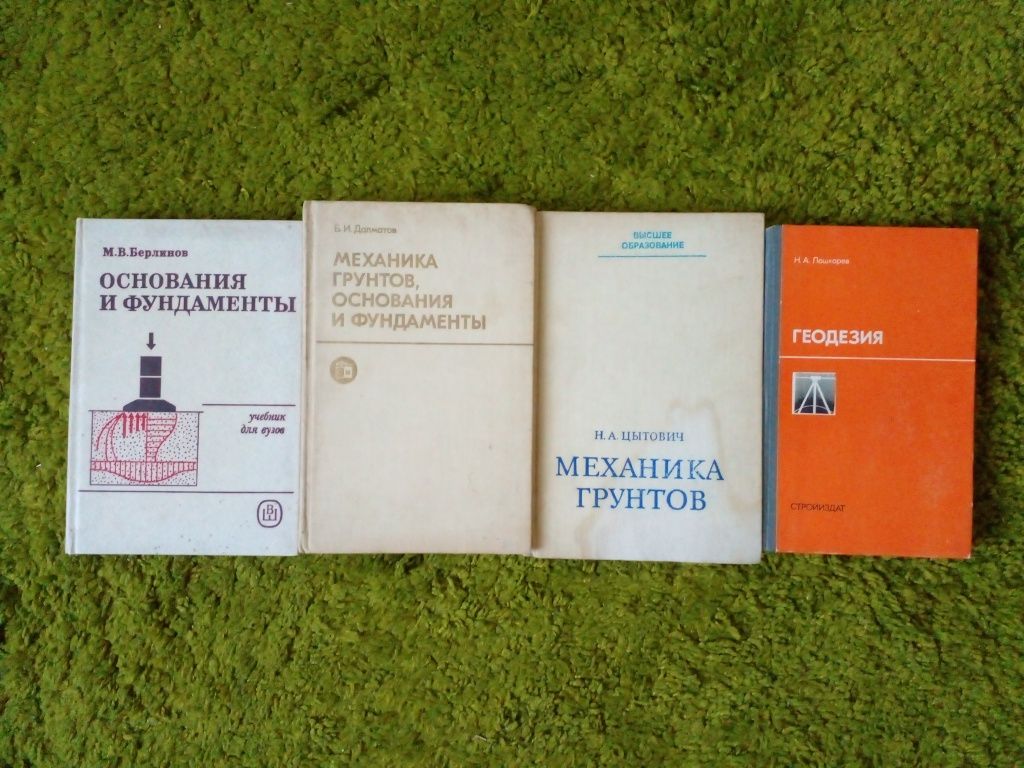 М.В.Берлинов
ОСНОВАНИЯ
И ФУНДАМЕНТЫ
учебник
для вузов
Б.И.Далматов
МЕХАНИКА
ГРУНТОВ,
ОСНОВАНИЯ
И ФУНДАМЕНТЫ
ВЫСШЕЕ
ОБРАЗОВАНИЕ
Н. А. ЦЫТОВИЧ
МЕХАНИКА
ГРУНТОВ
Н. А. Лошкарев
ГЕОДЕЗИЯ
СТРОЙИЗДАТ